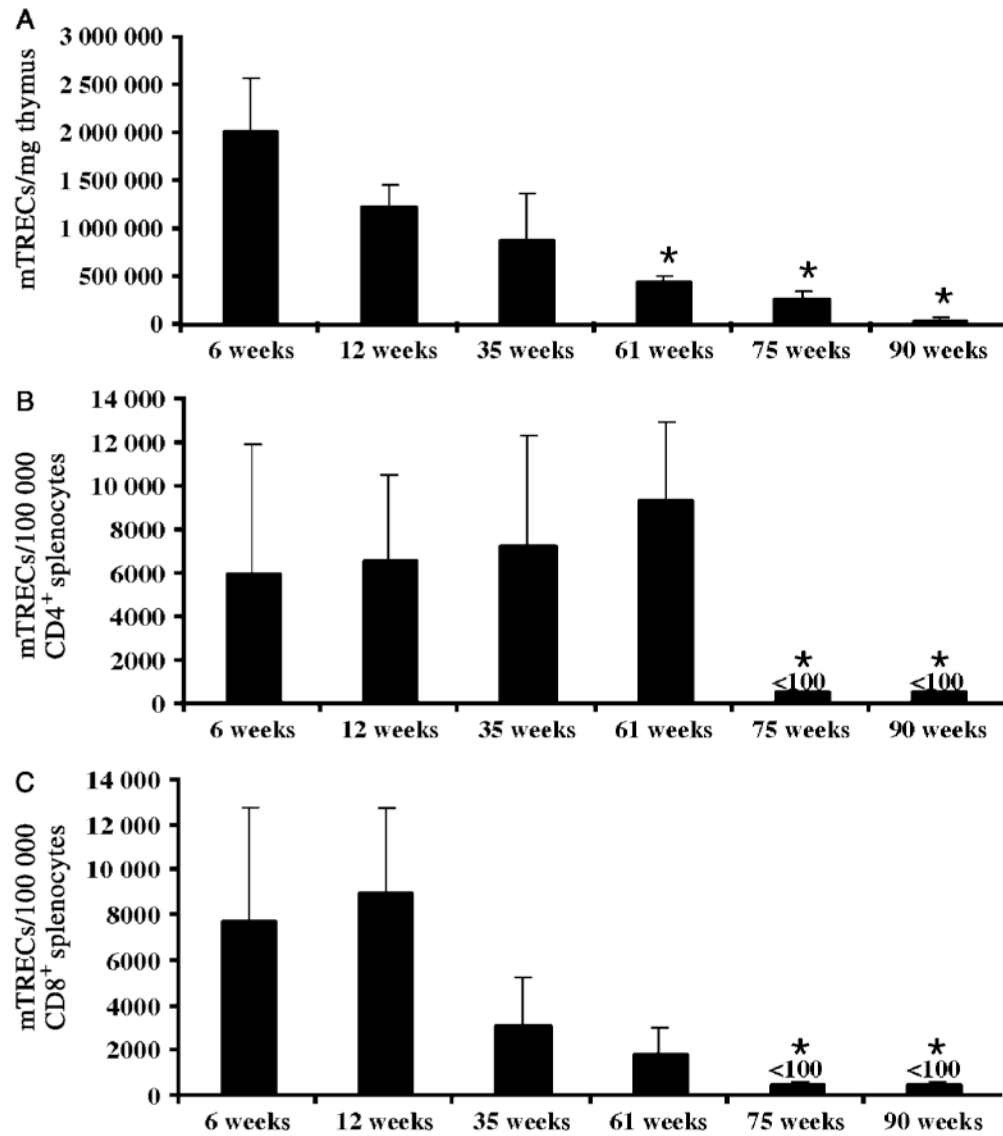 A
mTRECs/mg thymus
3 000 000
2 500 000
2 000 000
1 500 000
1 000 000
500 000
0
* * *
6 weeks 12 weeks 35 weeks 61 weeks 75 weeks 90 weeks
B
mTRECs/100 000
CD4⁺ splenocytes
14 000
12 000
10 000
8000
6000
4000
2000
0
* *
<100 <100
6 weeks 12 weeks 35 weeks 61 weeks 75 weeks 90 weeks
C
mTRECs/100 000
CD8⁺ splenocytes
14 000
12 000
10 000
8000
6000
4000
2000
0
* *
<100 <100
6 weeks 12 weeks 35 weeks 61 weeks 75 weeks 90 weeks